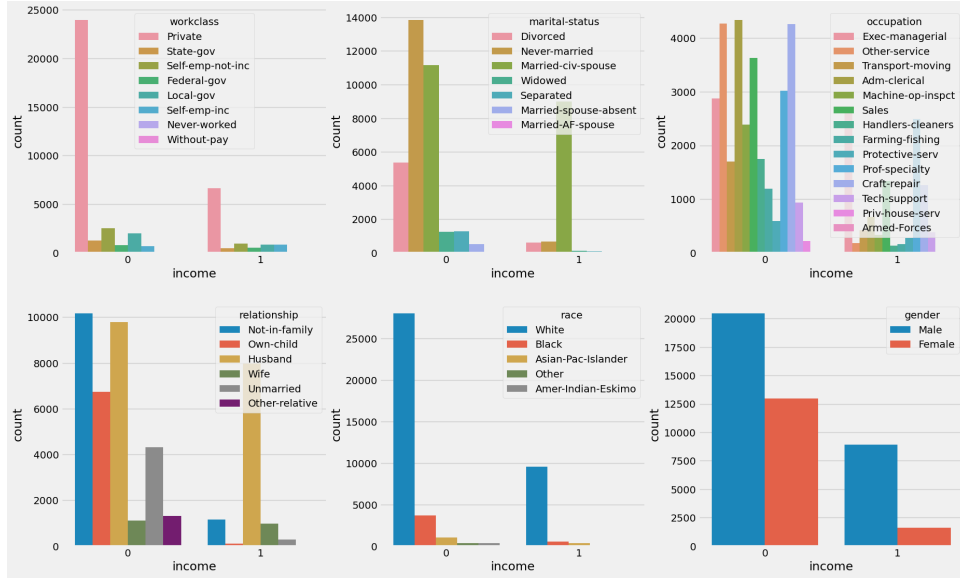 workclass
Private
State-gov
Self-emp-not-inc
Federal-gov
Local-gov
Self-emp-inc
Never-worked
Without-pay
25000
20000
15000
10000
5000
0
count
0 1
income
marital-status
Divorced
Never-married
Married-civ-spouse
Widowed
Separated
Married-spouse-absent
Married-AF-spouse
14000
12000
10000
8000
6000
4000
2000
0
count
0 1
income
occupation
Exec-managerial
Other-service
Transport-moving
Adm-clerical
Machine-op-inspct
Sales
Handlers-cleaners
Farming-fishing
Protective-serv
Prof-specialty
Craft-repair
Tech-support
Priv-house-serv
Armed-Forces
4000
3000
2000
1000
0
count
0 1
income
relationship
Not-in-family
Own-child
Husband
Wife
Unmarried
Other-relative
10000
8000
6000
4000
2000
0
count
0 1
income
race
White
Black
Asian-Pac-Islander
Other
Amer-Indian-Eskimo
25000
20000
15000
10000
5000
0
count
0 1
income
gender
Male
Female
20000
17500
15000
12500
10000
7500
5000
2500
0
count
0 1
income